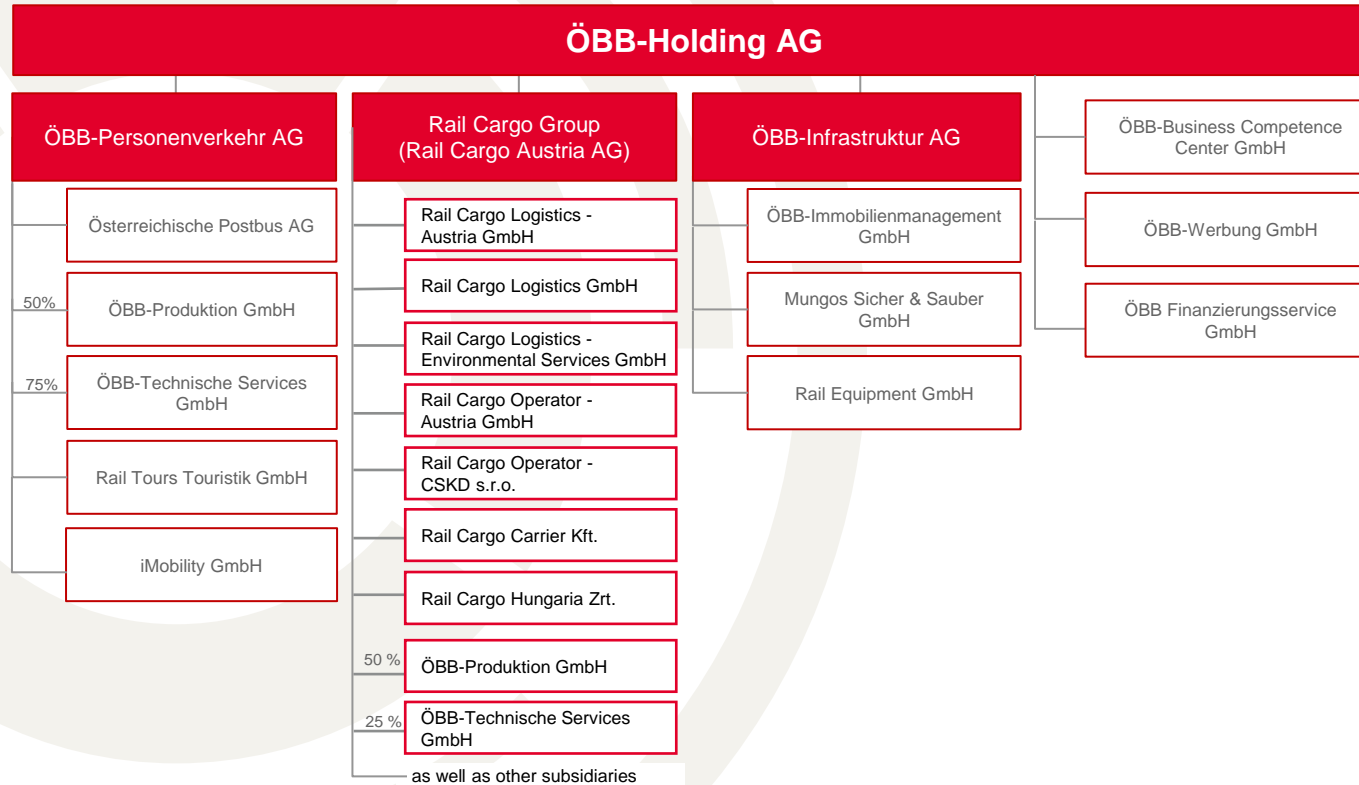 ÖBB-Holding AG
ÖBB-Personenverkehr AG
Österreichische Postbus AG
50%
ÖBB-Produktion GmbH
75%
ÖBB-Technische Services
GmbH
Rail Tours Touristik GmbH
iMobility GmbH
Rail Cargo Group
(Rail Cargo Austria AG)
Rail Cargo Logistics -
Austria GmbH
Rail Cargo Logistics GmbH
Rail Cargo Logistics -
Environmental Services GmbH
Rail Cargo Operator -
Austria GmbH
Rail Cargo Operator -
CSKD s.r.o.
Rail Cargo Carrier Kft.
Rail Cargo Hungaria Zrt.
50 %
ÖBB-Produktion GmbH
25 %
ÖBB-Technische Services
GmbH
as well as other subsidiaries
ÖBB-Infrastruktur AG
ÖBB-Immobilienmanagement
GmbH
Mungos Sicher & Sauber
GmbH
Rail Equipment GmbH
ÖBB-Business Competence
Center GmbH
ÖBB-Werbung GmbH
ÖBB Finanzierungsservice
GmbH